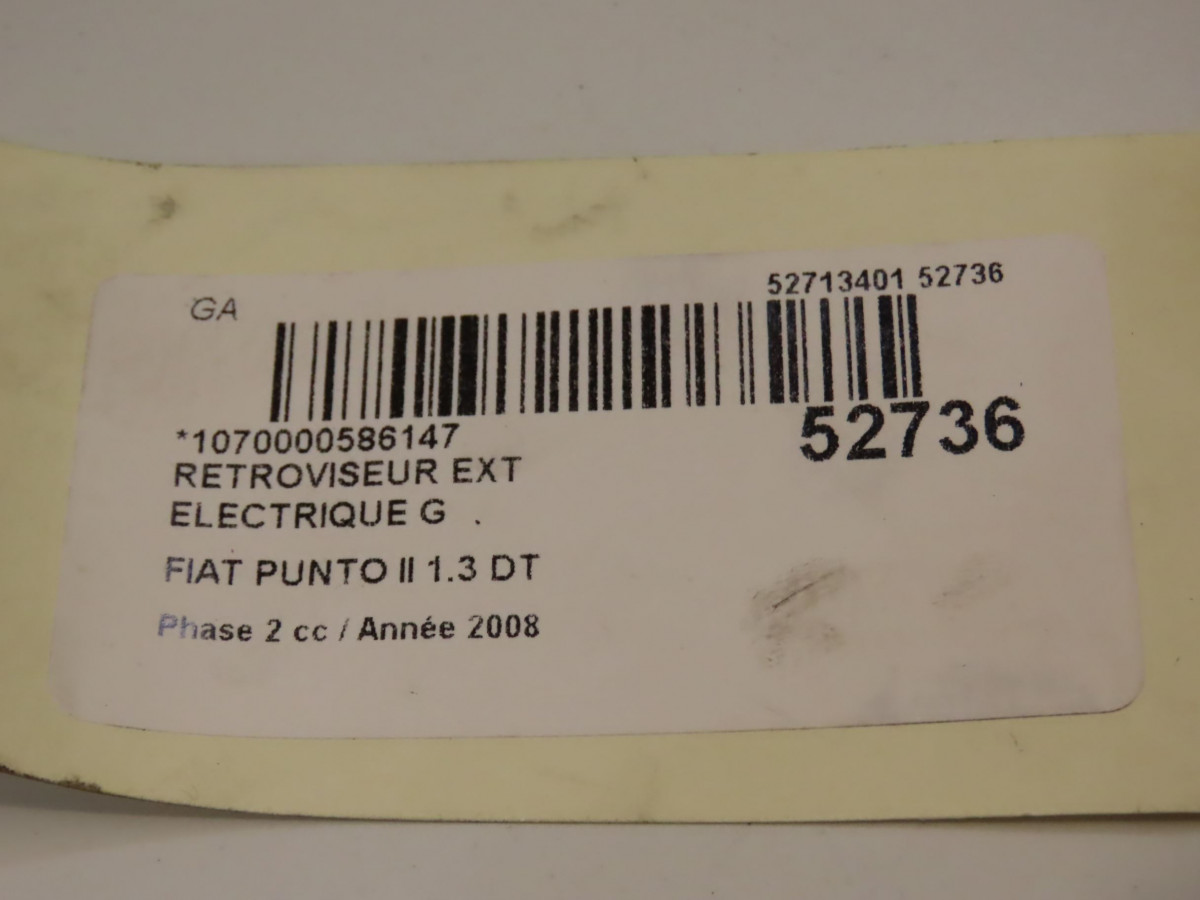 GA
52713401 52736
*1070000586147
52736
RETROVISEUR EXT
ELECTRIQUE G .
FIAT PUNTO II 1.3 DT
Phase 2 cc / Année 2008